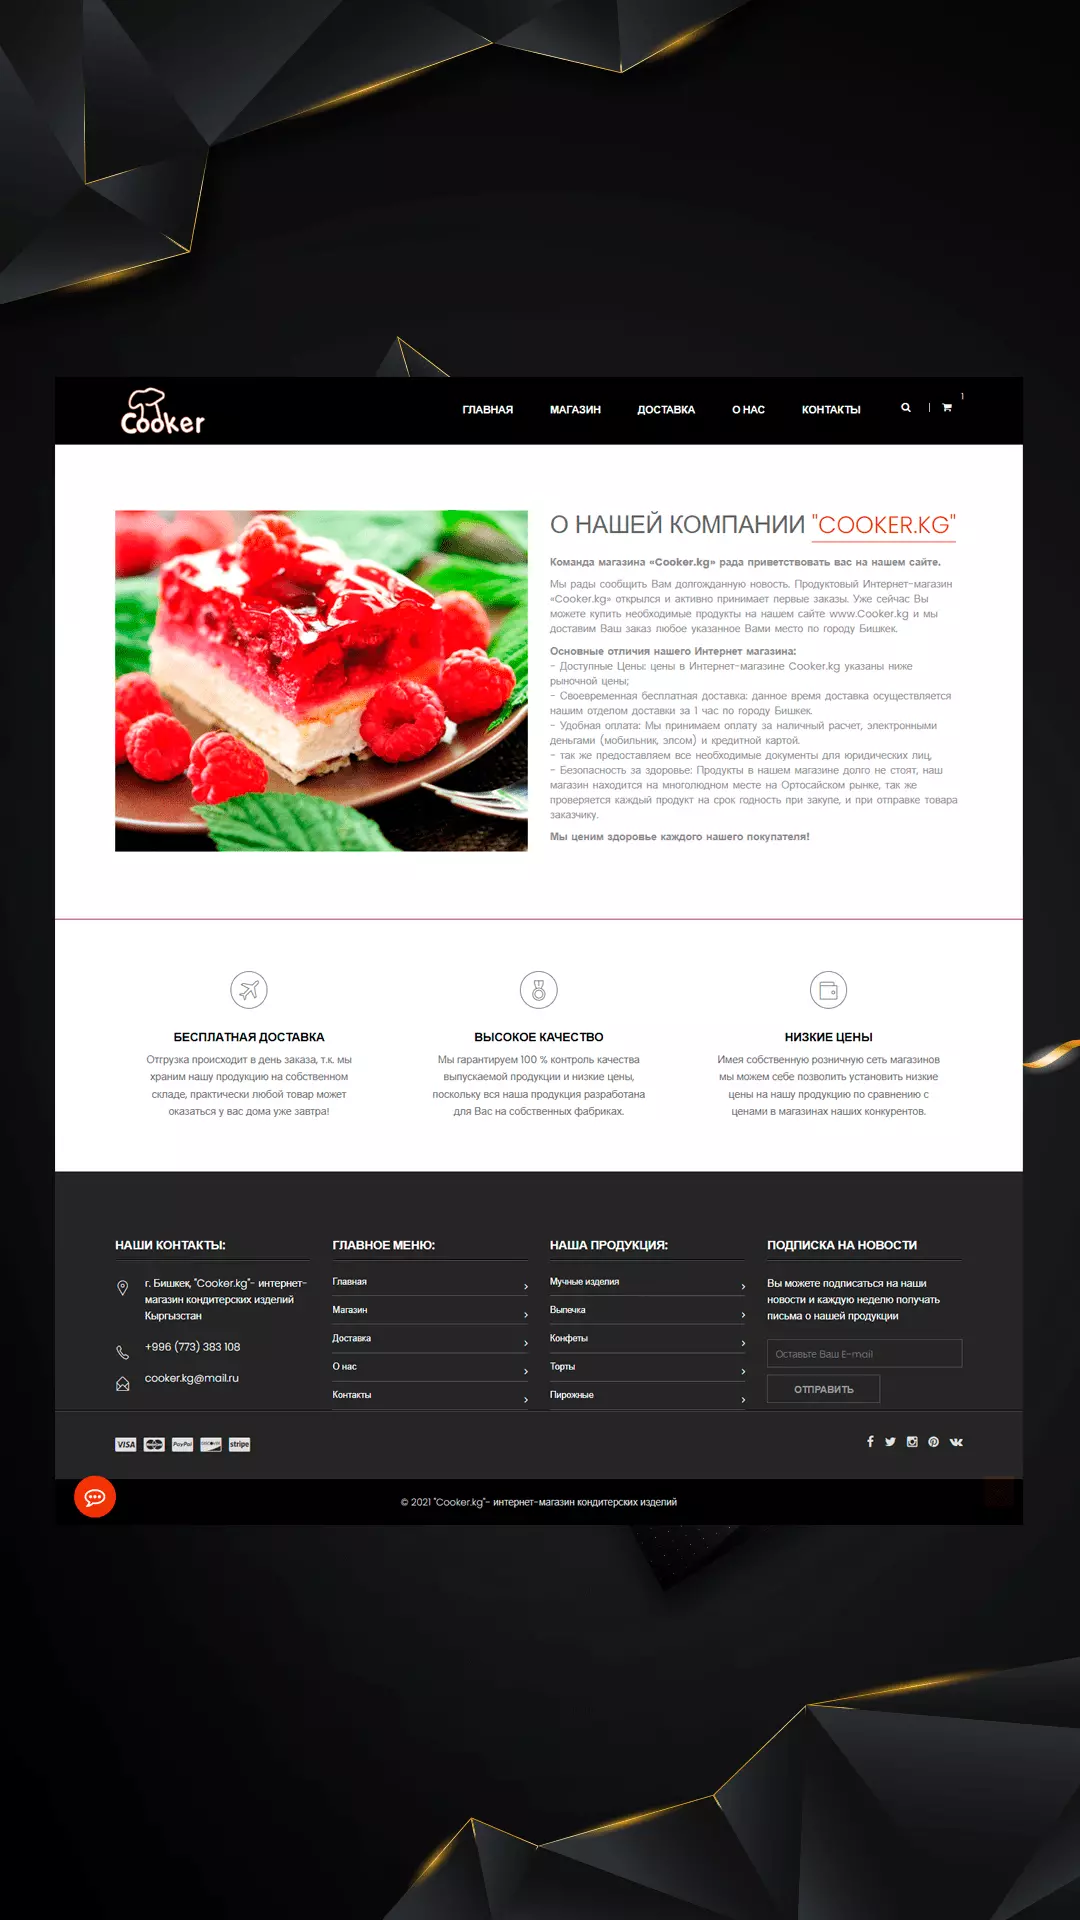 Cooker
ГЛАВНАЯ МАГАЗИН ДОСТАВКА О НАС КОНТАКТЫ 1
О НАШЕЙ КОМПАНИИ "COOKER.KG"
Команда магазина «Cooker.kg» рада приветствовать вас на нашем сайте.
Мы рады сообщить Вам долгожданную новость. Продуктовый Интернет-магазин
«Cooker.kg» открылся и активно принимает первые заказы. Уже сейчас Вы
можете купить необходимые продукты на нашем сайте www.Cooker.kg и мы
доставим Ваш заказ любое указанное Вами место по городу Бишкек.
Основные отличия нашего Интернет магазина:
- Доступные Цены: цены в Интернет-магазине Cooker.kg указаны ниже
рыночной цены;
- Своевременная бесплатная доставка: данное время доставка осуществляется
нашим отделом доставки за 1 час по городу Бишкек.
- Удобная оплата: Мы принимаем оплату за наличный расчет, электронными
деньгами (мобильник, элсом) и кредитной картой.
- так же предоставляем все необходимые документы для юридических лиц,
- Безопасность за здоровье: Продукты в нашем магазине долго не стоят, наш
магазин находится на многолюдном месте на Ортосайском рынке, так же
проверяется каждый продукт на срок годность при закупе, и при отправке товара
заказчику.
Мы ценим здоровье каждого нашего покупателя!
БЕСПЛАТНАЯ ДОСТАВКА
Отгрузка происходит в день заказа, т.к. мы
храним нашу продукцию на собственном
складе, практически любой товар может
оказаться у вас дома уже завтра!
ВЫСОКОЕ КАЧЕСТВО
Мы гарантируем 100 % контроль качества
выпускаемой продукции и низкие цены,
поскольку вся наша продукция разработана
для Вас на собственных фабриках.
НИЗКИЕ ЦЕНЫ
Имея собственную розничную сеть магазинов
мы можем себе позволить установить низкие
цены на нашу продукцию по сравнению с
ценами в магазинах наших конкурентов.
НАШИ КОНТАКТЫ:
г. Бишкек, "Cooker.kg"- интернет-
магазин кондитерских изделий
Кыргызстан
+996 (773) 383 108
cooker.kg@mail.ru
ГЛАВНОЕ МЕНЮ:
Главная
Магазин
Доставка
О нас
Контакты
НАША ПРОДУКЦИЯ:
Мучные изделия
Выпечка
Конфеты
Торты
Пирожные
ПОДПИСКА НА НОВОСТИ
Вы можете подписаться на наши
новости и каждую неделю получать
письма о нашей продукции
Оставьте Ваш E-mail
ОТПРАВИТЬ
VISA MasterCard PayPal DISCOVER stripe
© 2021 "Cooker.kg"- интернет-магазин кондитерских изделий